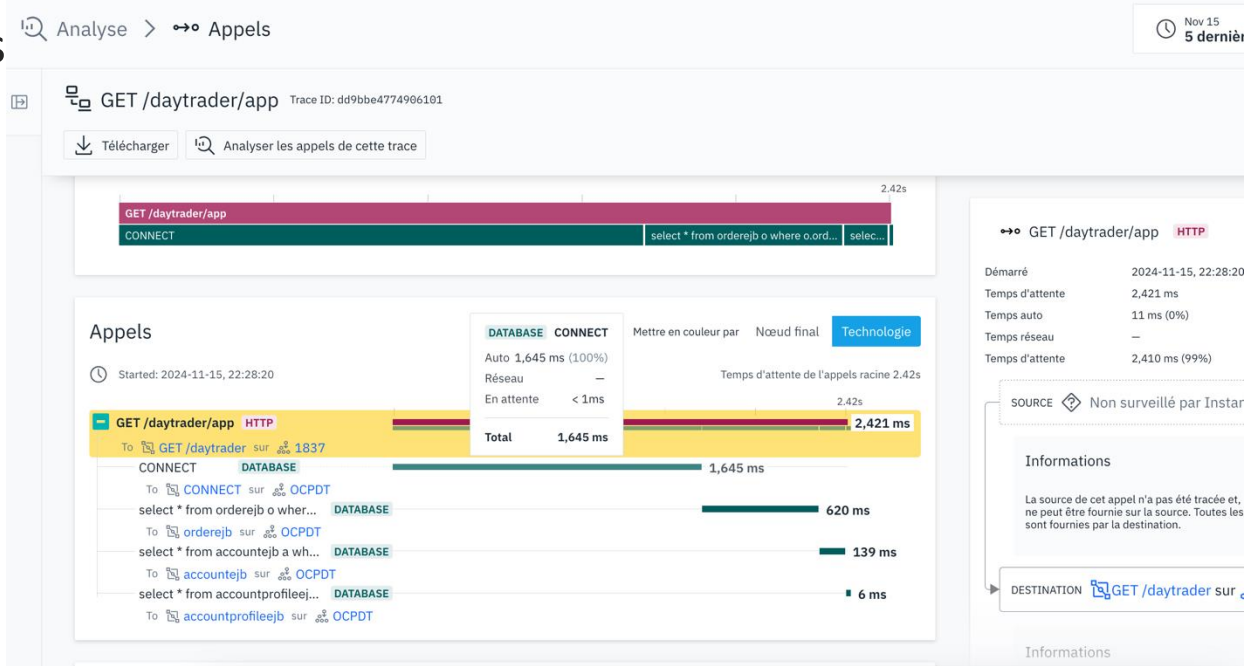 s
Analyse > Appels
Nov 15
5 derniè
GET /daytrader/app Trace ID: dd9bbe4774906101
Télécharger
Analyser les appels de cette trace
2.42s
GET /daytrader/app
CONNECT
select * from orderejb o where o.ord...
selec...
Appels
DATABASE CONNECT
Auto 1,645 ms (100%)
Réseau –
En attente < 1ms
Total 1,645 ms
Mettre en couleur par Nœud final Technologie
Started: 2024-11-15, 22:28:20
Temps d'attente de l'appels racine 2.42s
2.42s
GET /daytrader/app HTTP
2,421 ms
To GET /daytrader sur 1837
CONNECT DATABASE
1,645 ms
To CONNECT sur OCPDT
select * from orderejb o wher... DATABASE
620 ms
To orderejb sur OCPDT
select * from accountejb a wh... DATABASE
139 ms
To accountejb sur OCPDT
select * from accountprofileej... DATABASE
6 ms
To accountprofileejb sur OCPDT
GET /daytrader/app HTTP
Démarré 2024-11-15, 22:28:20
Temps d'attente 2,421 ms
Temps auto 11 ms (0%)
Temps réseau –
Temps d'attente 2,410 ms (99%)
SOURCE Non surveillé par Instan
Informations
La source de cet appel n'a pas été tracée et,
ne peut être fournie sur la source. Toutes les
sont fournies par la destination.
DESTINATION GET /daytrader sur
Informations